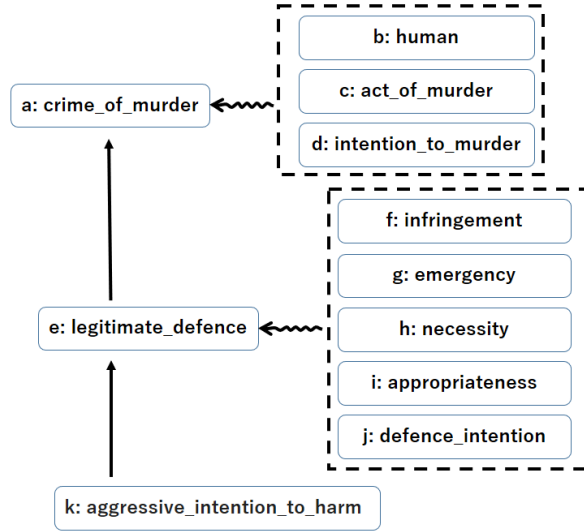 b: human
a: crime_of_murder
c: act_of_murder
d: intention_to_murder
f: infringement
g: emergency
e: legitimate_defence
h: necessity
i: appropriateness
j: defence_intention
k: aggressive_intention_to_harm